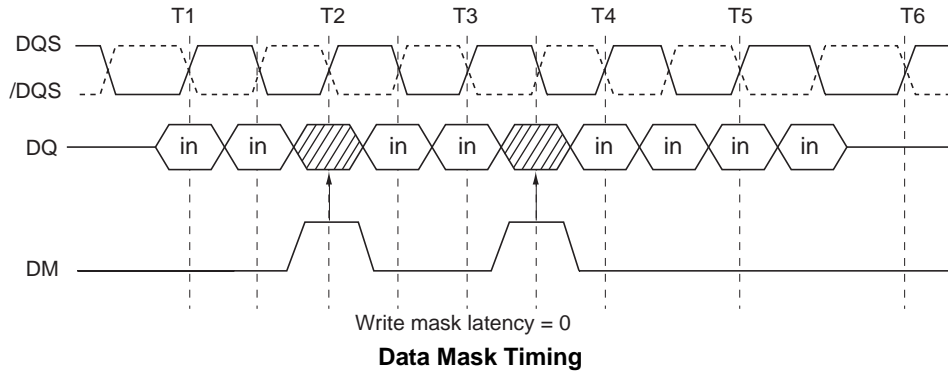 T1 T2 T3 T4 T5 T6
DQS
/DQS
DQ in in in in in in in in
DM
Write mask latency = 0
Data Mask Timing